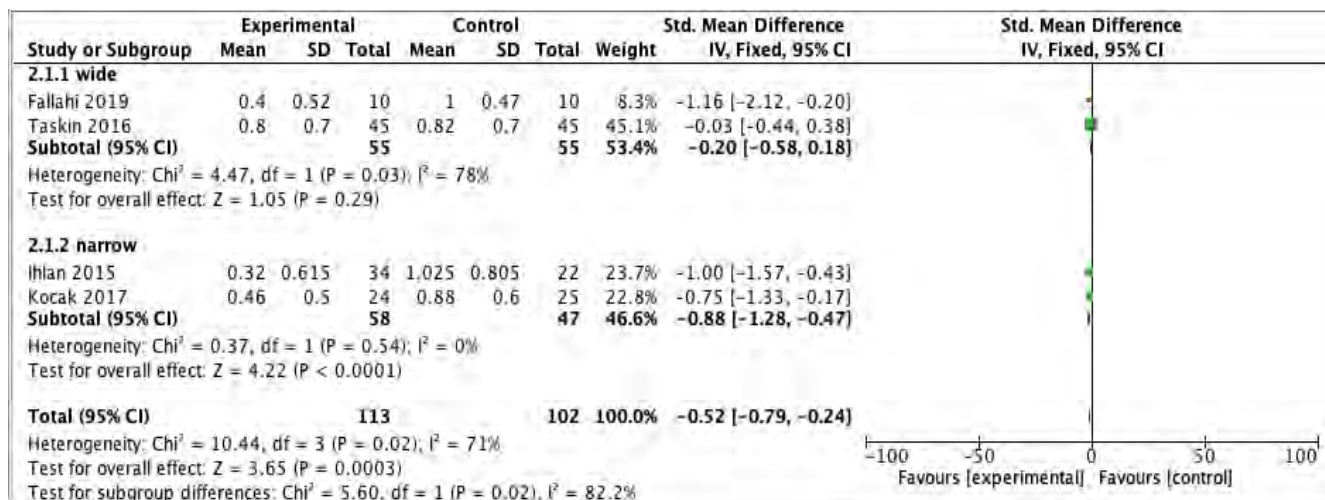 Experimental Control Std. Mean Difference Std. Mean Difference
Study or Subgroup Mean SD Total Mean SD Total Weight IV, Fixed, 95% CI IV, Fixed, 95% CI
2.1.1 wide
Fallahi 2019 0.4 0.52 10 1 0.47 10 8.3% -1.16 [-2.12, -0.20]
Taskin 2016 0.8 0.7 45 0.82 0.7 45 45.1% -0.03 [-0.44, 0.38]
Subtotal (95% CI) 55 55 53.4% -0.20 [-0.58, 0.18]
Heterogeneity: Chi² = 4.47, df = 1 (P = 0.03); I² = 78%
Test for overall effect: Z = 1.05 (P = 0.29)
2.1.2 narrow
Ihlan 2015 0.32 0.615 34 1.025 0.805 22 23.7% -1.00 [-1.57, -0.43]
Kocak 2017 0.46 0.5 24 0.88 0.6 25 22.8% -0.75 [-1.33, -0.17]
Subtotal (95% CI) 58 47 46.6% -0.88 [-1.28, -0.47]
Heterogeneity: Chi² = 0.37, df = 1 (P = 0.54); I² = 0%
Test for overall effect: Z = 4.22 (P < 0.0001)
Total (95% CI) 113 102 100.0% -0.52 [-0.79, -0.24]
Heterogeneity: Chi² = 10.44, df = 3 (P = 0.02); I² = 71%
Test for overall effect: Z = 3.65 (P = 0.0003)
Test for subgroup differences: Chi² = 5.60, df = 1 (P = 0.02), I² = 82.2%
-100 -50 0 50 100
Favours [experimental] Favours [control]